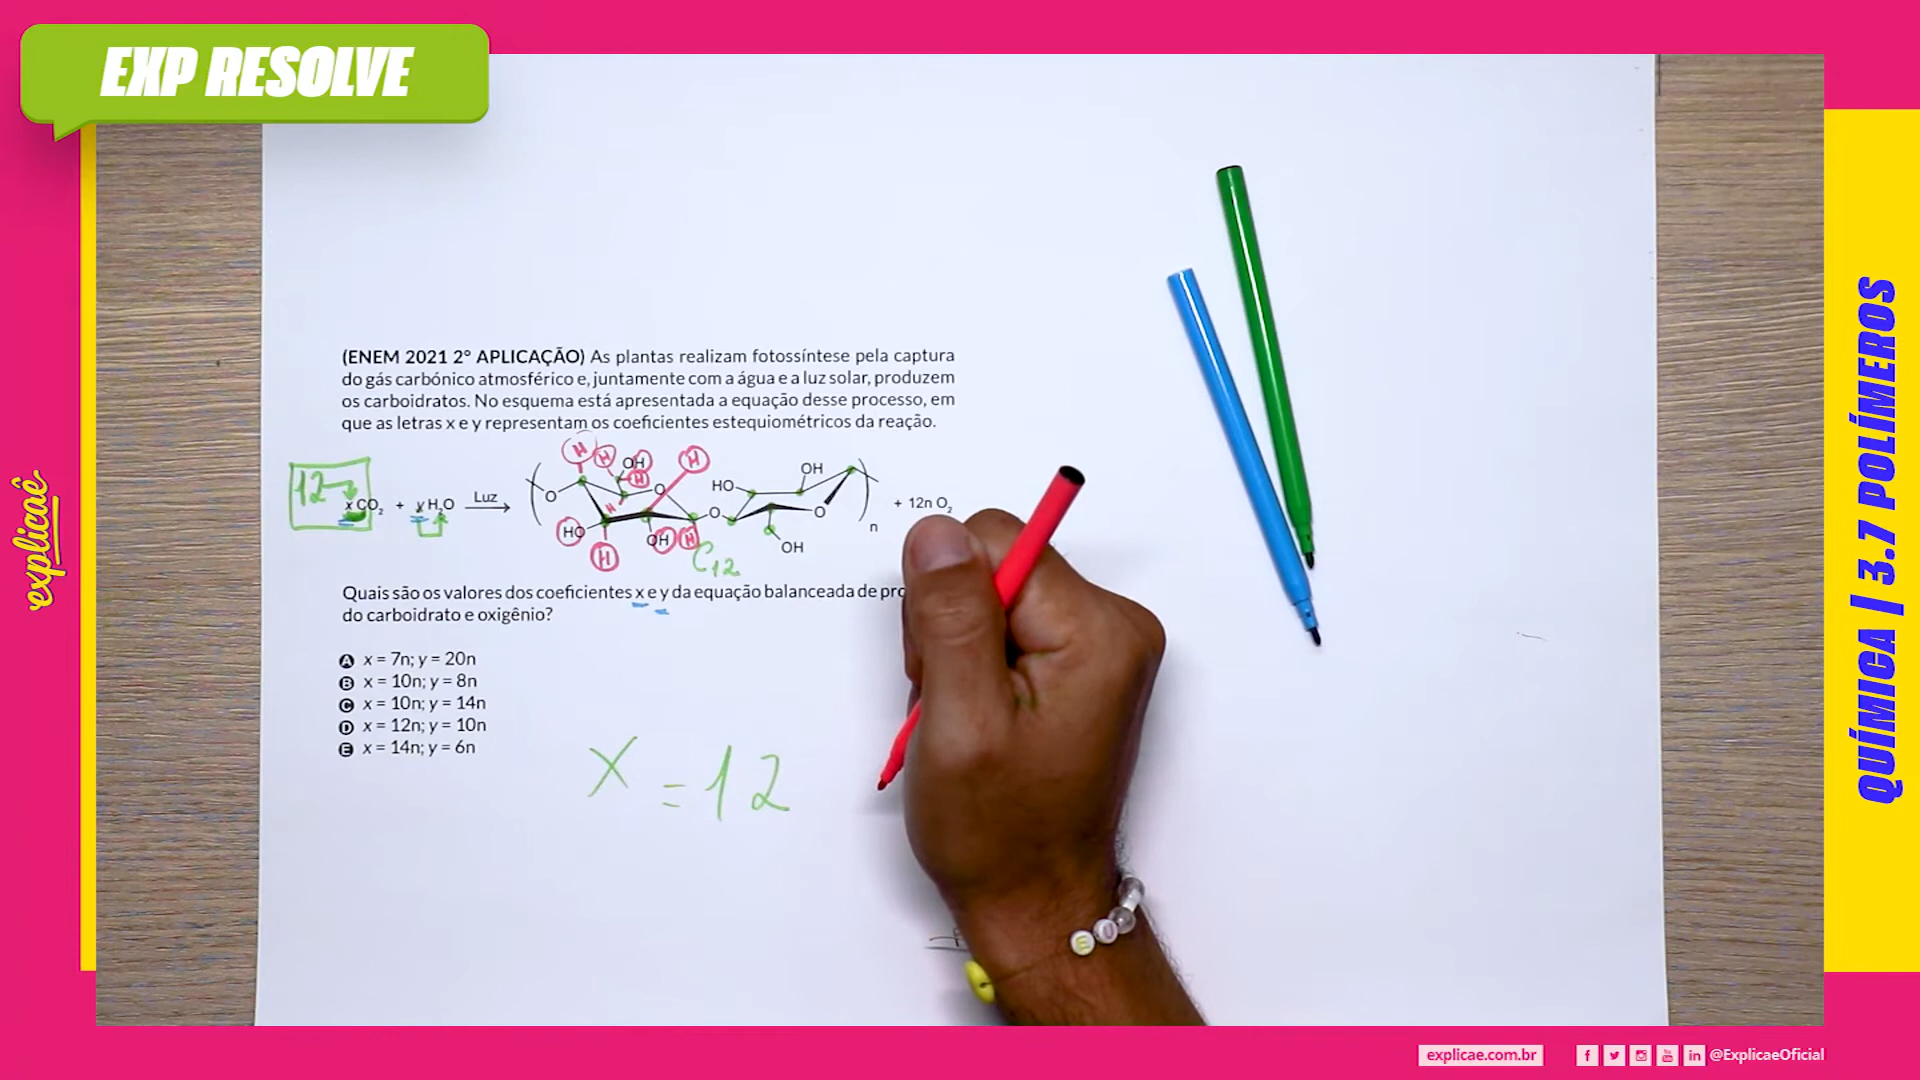 EXP RESOLVE
(ENEM 2021 2° APLICAÇÃO) As plantas realizam fotossíntese pela captura
do gás carbónico atmosférico e, juntamente com a água e a luz solar, produzem
os carboidratos. No esquema está apresentada a equação desse processo, em
que as letras x e y representam os coeficientes estequiométricos da reação.
H H OH H H
12
x CO₂ + y H₂O Luz O O HO O O OH n + 12n O₂
HO H OH H OH
C₁₂
Quais são os valores dos coeficientes x e y da equação balanceada de
do carboidrato e oxigênio?
A x = 7n; y = 20n
B x = 10n; y = 8n
C x = 10n; y = 14n
D x = 12n; y = 10n
E x = 14n; y = 6n
X = 12
E U
explicaê
QUÍMICA | 3.7 POLÍMEROS
explicae.com.br
@ExplicaeOficial